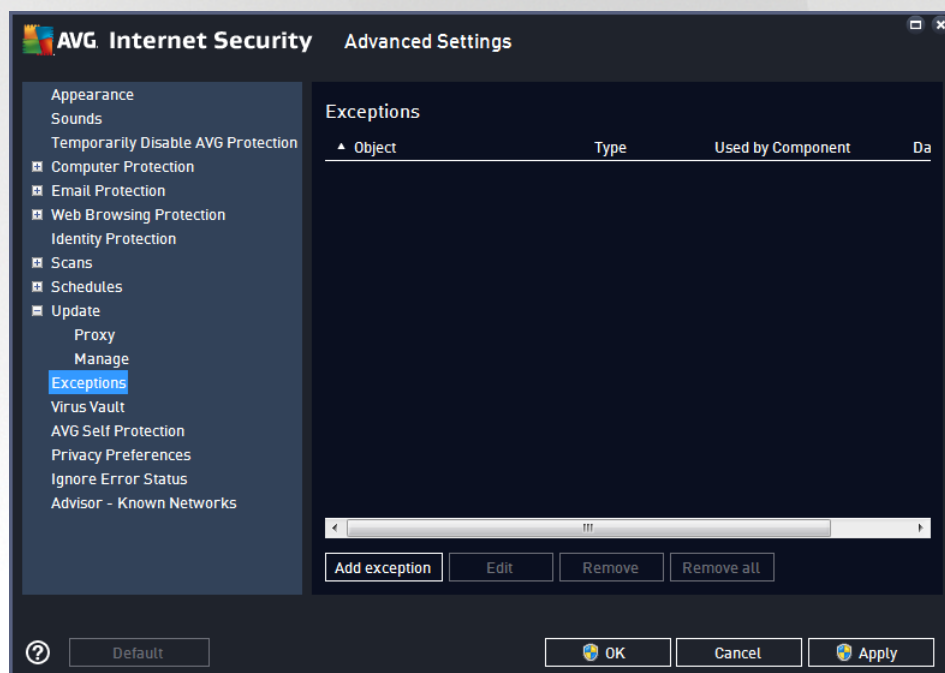 AVG. Internet Security Advanced Settings
Appearance
Sounds
Temporarily Disable AVG Protection
Computer Protection
Email Protection
Web Browsing Protection
Identity Protection
Scans
Schedules
Update
Proxy
Manage
Exceptions
Virus Vault
AVG Self Protection
Privacy Preferences
Ignore Error Status
Advisor - Known Networks
Exceptions
Object Type Used by Component Da
Add exception Edit Remove Remove all
? Default OK Cancel Apply